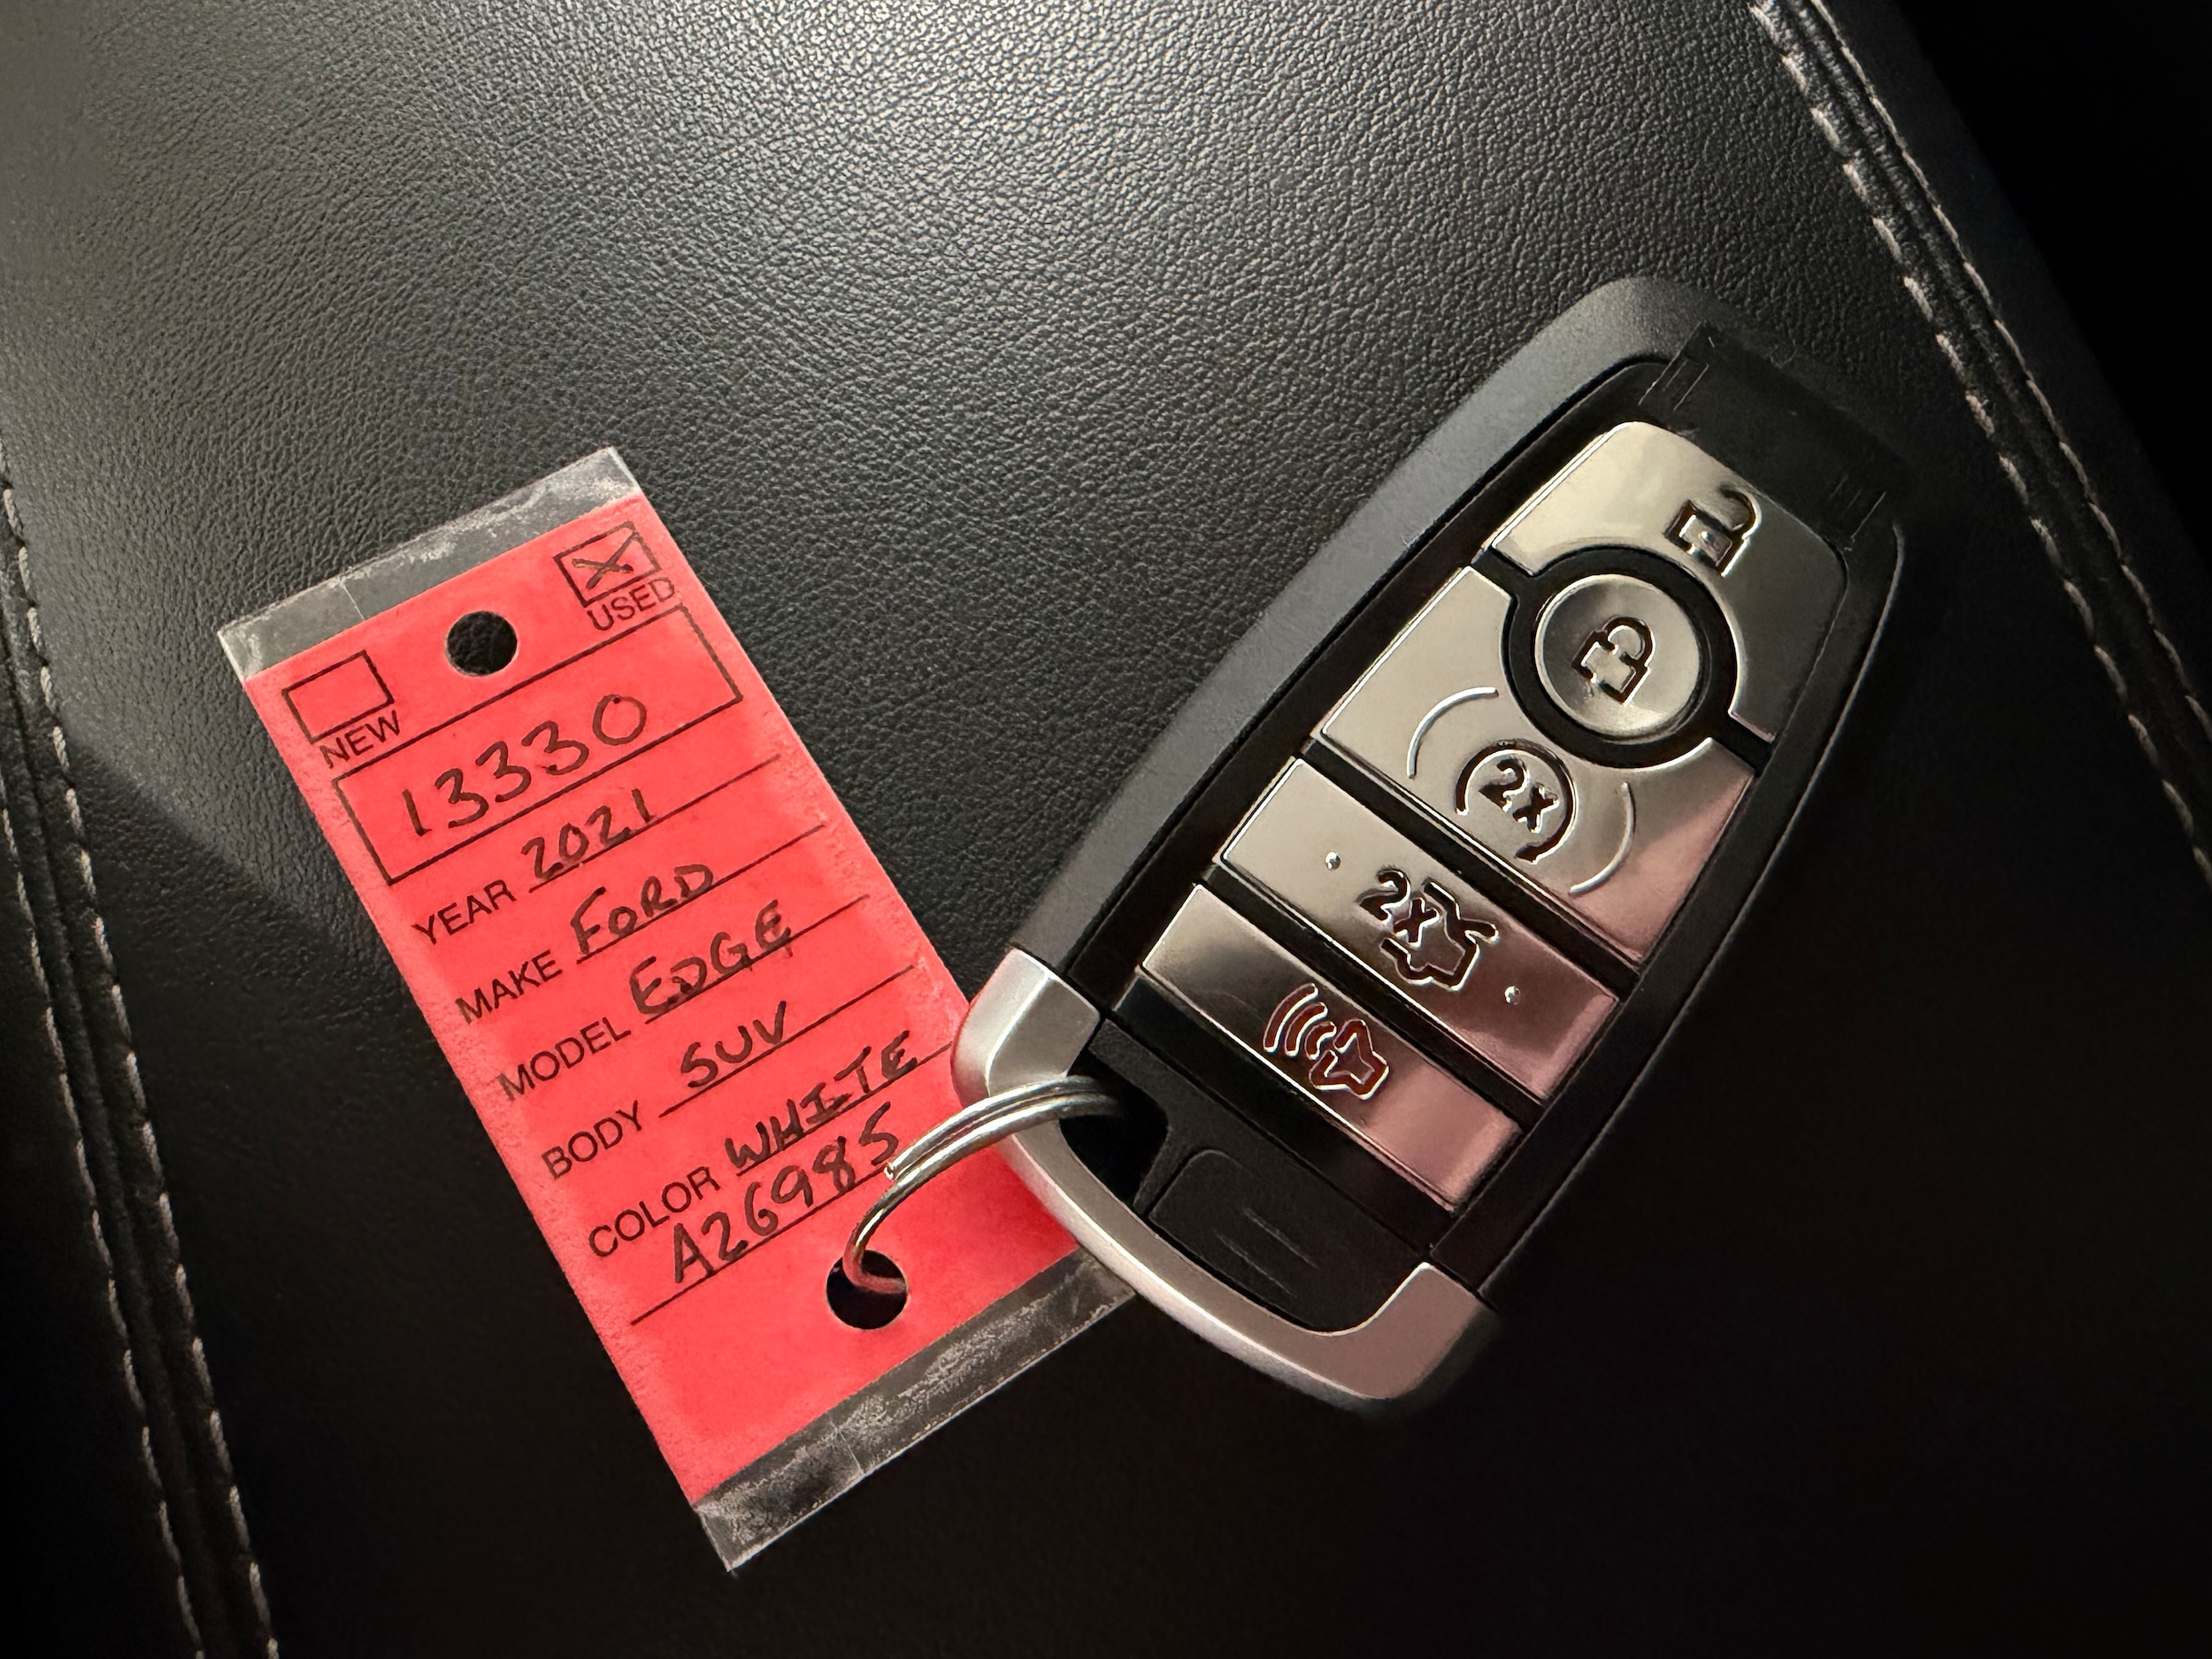 USED
NEW
13330
YEAR 2021
MAKE FORD
MODEL EDGE
BODY SUV
COLOR WHITE
A26985
2X
2X